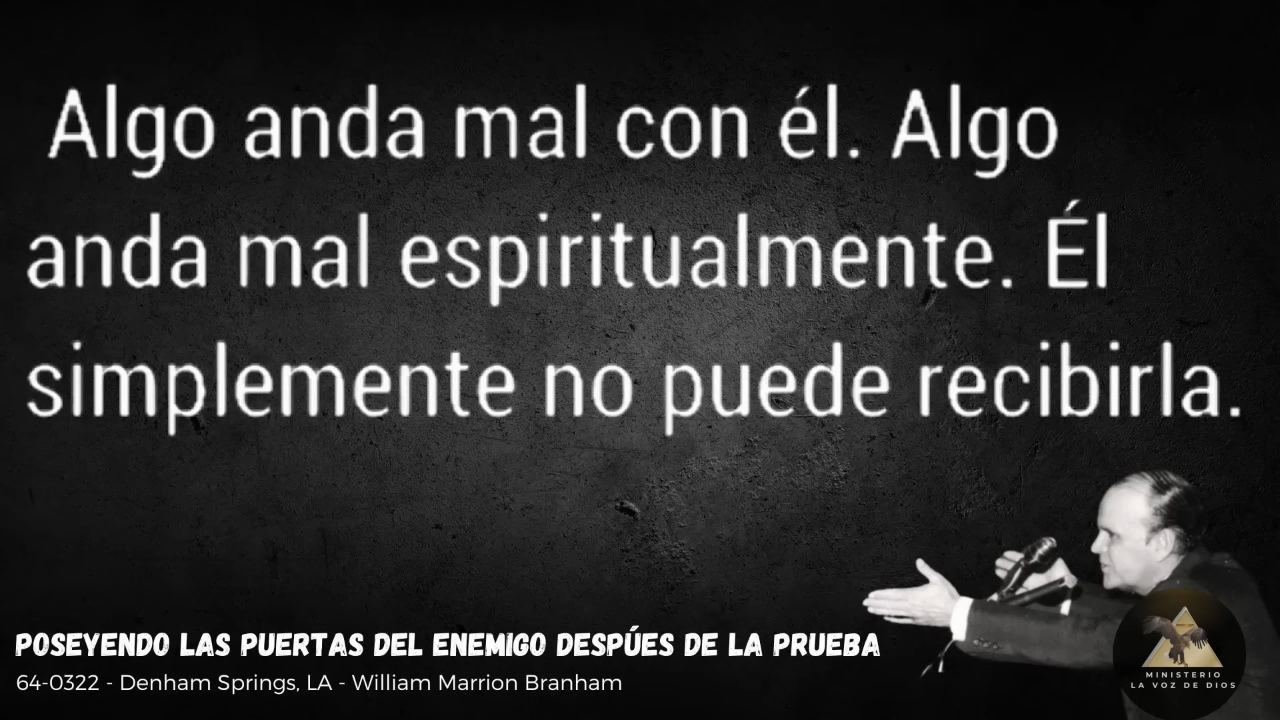 Algo anda mal con él. Algo
anda mal espiritualmente. Él
simplemente no puede recibirla.
POSEYENDO LAS PUERTAS DEL ENEMIGO DESPÚES DE LA PRUEBA
64-0322 - Denham Springs, LA - William Marrion Branham
MINISTERIO
LA VOZ DE DIOS